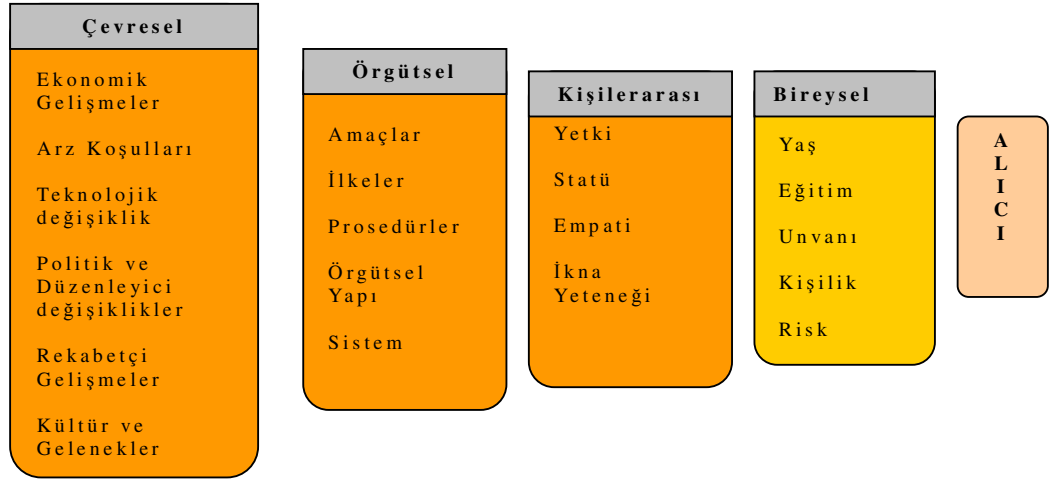 Çevresel
Ekonomik
Gelişmeler
Arz Koşulları
Teknolojik
değişiklik
Politik ve
Düzenleyici
değişiklikler
Rekabetçi
Gelişmeler
Kültür ve
Gelenekler
Örgütsel
Amaçlar
İlkeler
Prosedürler
Örgütsel
Yapı
Sistem
Kişilerarası
Yetki
Statü
Empati
İkna
Yeteneği
Bireysel
Yaş
Eğitim
Unvanı
Kişilik
Risk
A
L
I
C
I